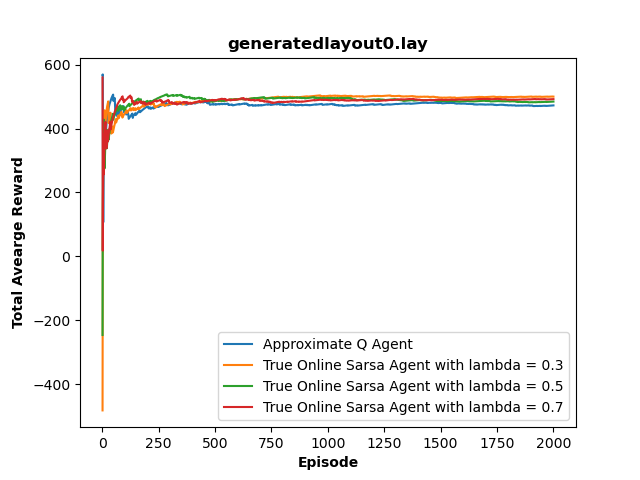 generatedlayout0.lay
600
400
200
0
−200
−400
Total Avearge Reward
Approximate Q Agent
True Online Sarsa Agent with lambda = 0.3
True Online Sarsa Agent with lambda = 0.5
True Online Sarsa Agent with lambda = 0.7
0 250 500 750 1000 1250 1500 1750 2000
Episode